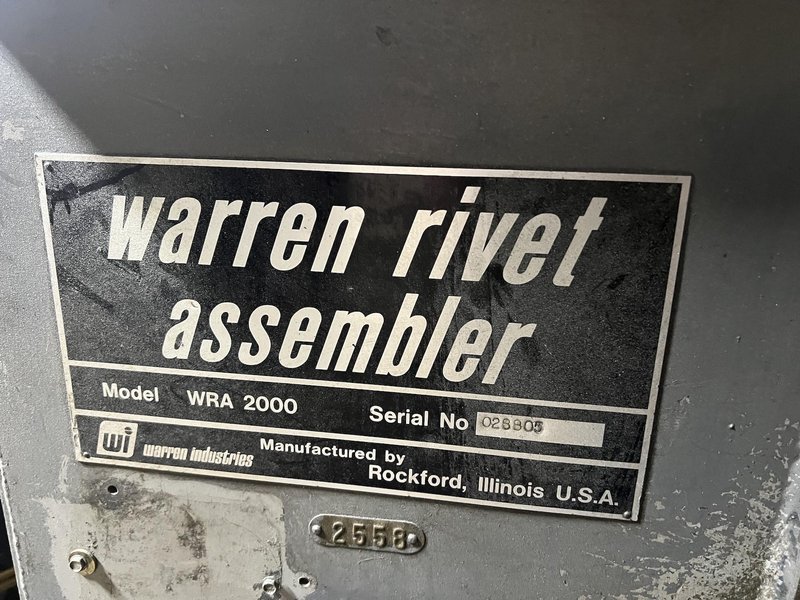 warren rivet
assembler
Model WRA 2000 Serial No 028805
wi warren industries Manufactured by
Rockford, Illinois U.S.A.
2558